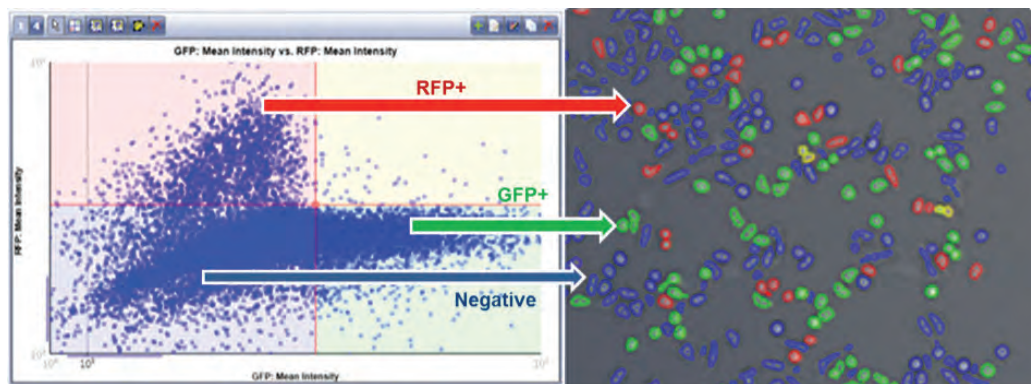 GFP: Mean Intensity vs. RFP: Mean Intensity
RFP: Mean Intensity
RFP+
GFP+
Negative
GFP: Mean Intensity